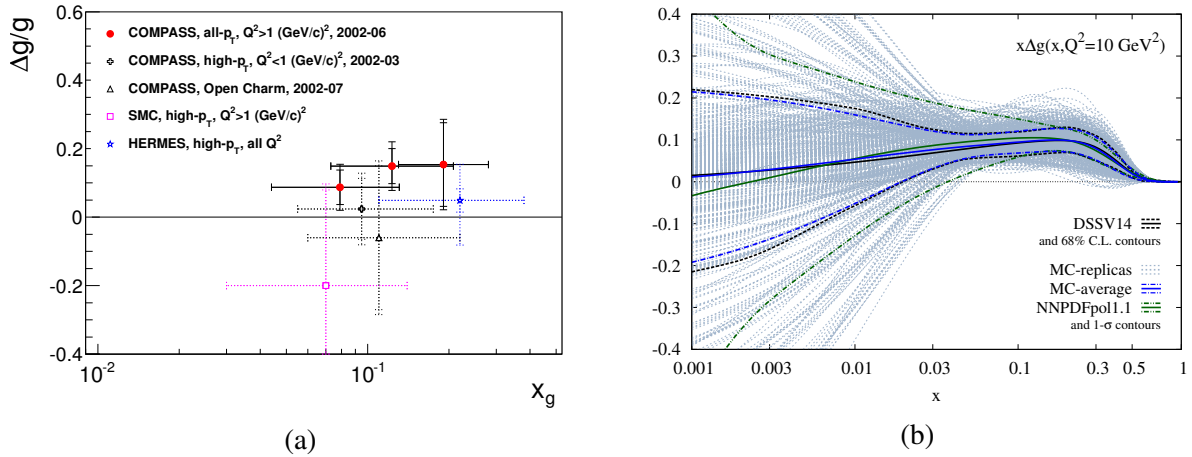 Δg/g
0.6
0.4
0.2
0
-0.2
-0.4
COMPASS, all-p_T, Q²>1 (GeV/c)², 2002-06
COMPASS, high-p_T, Q²<1 (GeV/c)², 2002-03
COMPASS, Open Charm, 2002-07
SMC, high-p_T, Q²>1 (GeV/c)²
HERMES, high-p_T, all Q²
10⁻²
10⁻¹
x_g
(a)
0.4
0.3
0.2
0.1
0
-0.1
-0.2
-0.3
-0.4
xΔg(x,Q²=10 GeV²)
DSSV14
and 68% C.L. contours
MC-replicas
MC-average
NNPDFpol1.1
and 1-σ contours
0.001 0.003 0.01 0.03 0.1 0.3 0.5 1
x
(b)